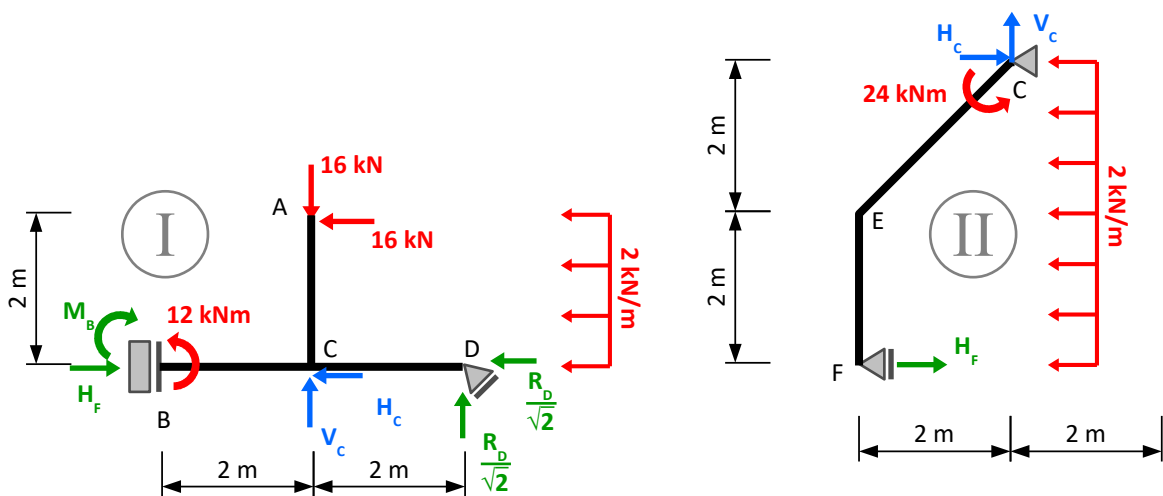 16 kN
A
16 kN
I
2 m
2 kN/m
M_B
12 kNm
C
D
H_F
B
H_C
V_C
R_D
√2
R_D
√2
2 m
2 m
H_C
V_C
24 kNm
C
2 m
2 kN/m
E
II
2 m
F
H_F
2 m
2 m